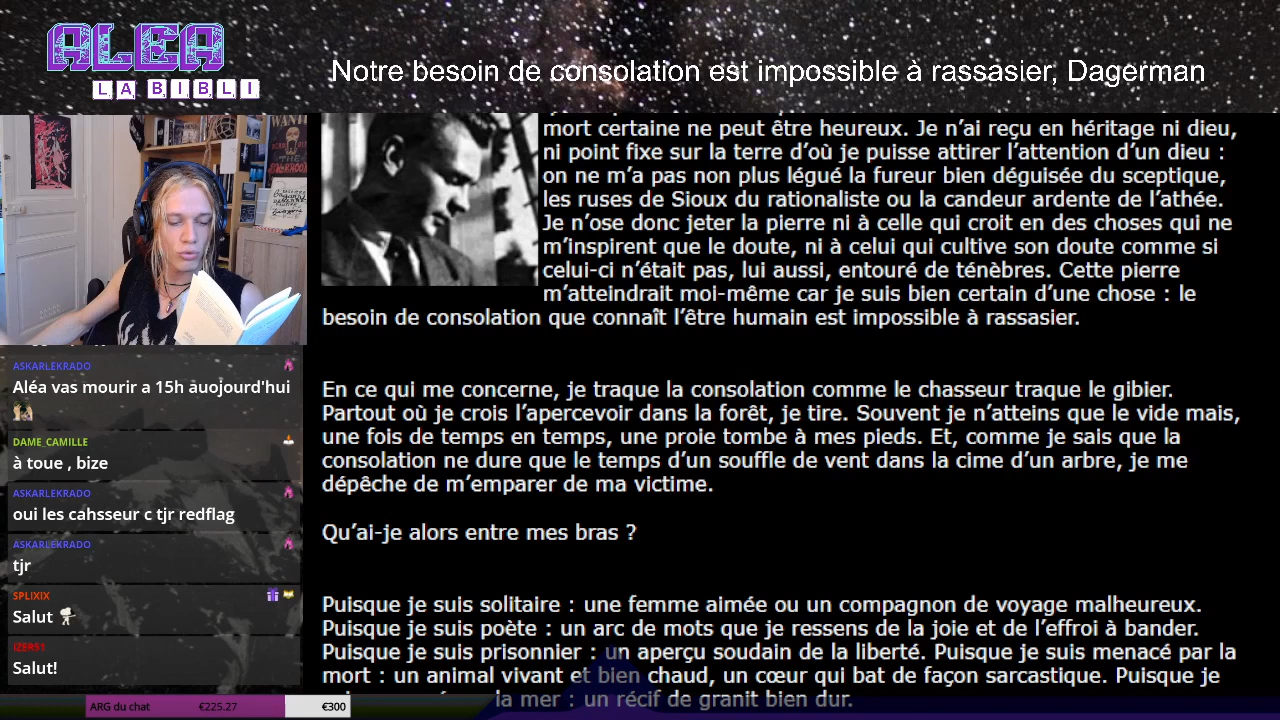 ALEA
LA BIBLI
Notre besoin de consolation est impossible à rassasier, Dagerman
WANTED
mort certaine ne peut être heureux. Je n’ai reçu en héritage ni dieu,
ni point fixe sur la terre d’où je puisse attirer l’attention d’un dieu :
on ne m’a pas non plus légué la fureur bien déguisée du sceptique,
les ruses de Sioux du rationaliste ou la candeur ardente de l’athée.
Je n’ose donc jeter la pierre ni à celle qui croit en des choses qui ne
m’inspirent que le doute, ni à celui qui cultive son doute comme si
celui-ci n’était pas, lui aussi, entouré de ténèbres. Cette pierre
m’atteindrait moi-même car je suis bien certain d’une chose : le
besoin de consolation que connaît l’être humain est impossible à rassasier.
En ce qui me concerne, je traque la consolation comme le chasseur traque le gibier.
Partout où je crois l’apercevoir dans la forêt, je tire. Souvent je n’atteins que le vide mais,
une fois de temps en temps, une proie tombe à mes pieds. Et, comme je sais que la
consolation ne dure que le temps d’un souffle de vent dans la cime d’un arbre, je me
dépêche de m’emparer de ma victime.
Qu’ai-je alors entre mes bras ?
Puisque je suis solitaire : une femme aimée ou un compagnon de voyage malheureux.
Puisque je suis poète : un arc de mots que je ressens de la joie et de l’effroi à bander.
Puisque je suis prisonnier : un aperçu soudain de la liberté. Puisque je suis menacé par la
mort : un animal vivant et bien chaud, un cœur qui bat de façon sarcastique. Puisque je
la mer : un récif de granit bien dur.
ASKARLEKRADO
Aléa vas mourir a 15h auojourd'hui
DAME_CAMILLE
à toue , bize
ASKARLEKRADO
oui les cahsseur c tjr redflag
ASKARLEKRADO
tjr
SPLIXIX
Salut
IZER51
Salut!
ARG du chat €225.27 €300